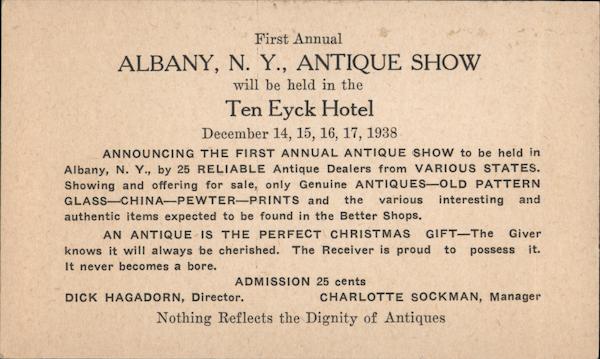 First Annual
ALBANY, N. Y., ANTIQUE SHOW
will be held in the
Ten Eyck Hotel
December 14, 15, 16, 17, 1938
ANNOUNCING THE FIRST ANNUAL ANTIQUE SHOW to be held in
Albany, N. Y., by 25 RELIABLE Antique Dealers from VARIOUS STATES.
Showing and offering for sale, only Genuine ANTIQUES—OLD PATTERN
GLASS—CHINA—PEWTER—PRINTS and the various interesting and
authentic items expected to be found in the Better Shops.
AN ANTIQUE IS THE PERFECT CHRISTMAS GIFT—The Giver
knows it will always be cherished. The Receiver is proud to possess it.
It never becomes a bore.
ADMISSION 25 cents
DICK HAGADORN, Director. CHARLOTTE SOCKMAN, Manager
Nothing Reflects the Dignity of Antiques